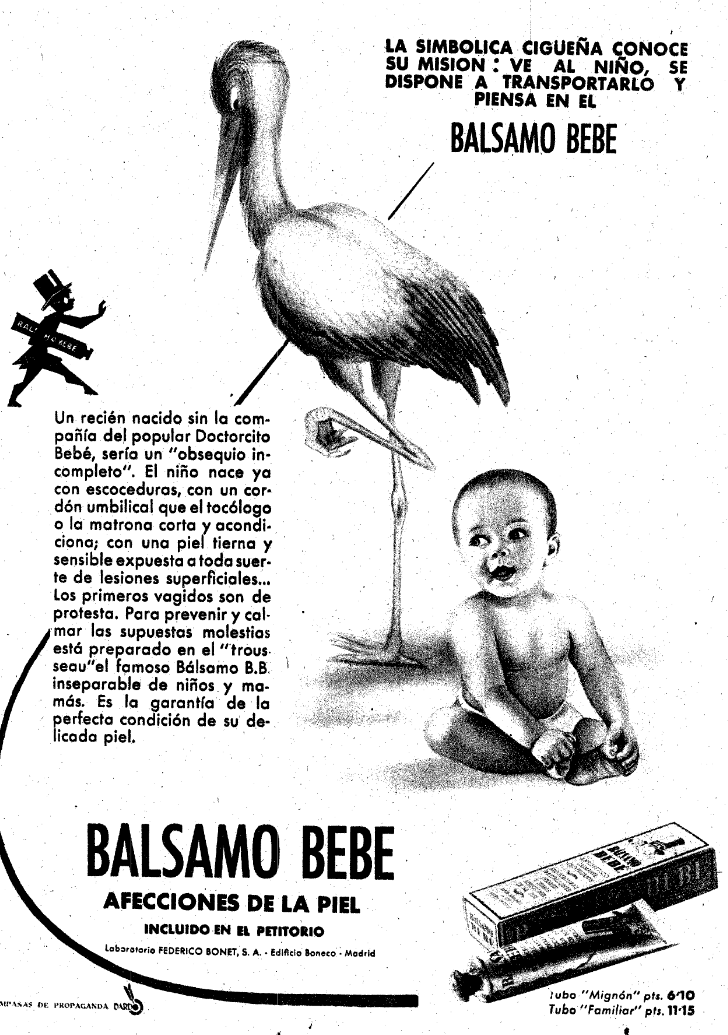 LA SIMBOLICA CIGUEÑA CONOCE
SU MISION: VE AL NIÑO, SE
DISPONE A TRANSPORTARLO Y
PIENSA EN EL
BALSAMO BEBE
BALSAMO BEBE
Un recién nacido sin la com-
pañía del popular Doctorcito
Bebé, sería un "obsequio in-
completo". El niño nace ya
con escoceduras, con un cor-
dón umbilical que el tocólogo
o la matrona corta y acondi-
ciona; con una piel tierna y
sensible expuesta a toda suer-
te de lesiones superficiales...
Los primeros vagidos son de
protesta. Para prevenir y cal-
mar las supuestas molestias
está preparado en el "trous-
seau" el famoso Bálsamo B.B.
inseparable de niños y ma-
más. Es la garantía de la
perfecta condición de su de-
licada piel.
BALSAMO BEBE
AFECCIONES DE LA PIEL
INCLUIDO EN EL PETITORIO
Laboratorio FEDERICO BONET, S. A. - Edificio Boneco - Madrid
BALSAMO
BEBE
Tubo "Mignón" pts. 6·10
Tubo "Familiar" pts. 11·15
MPAÑAS DE PROPAGANDA DARDO